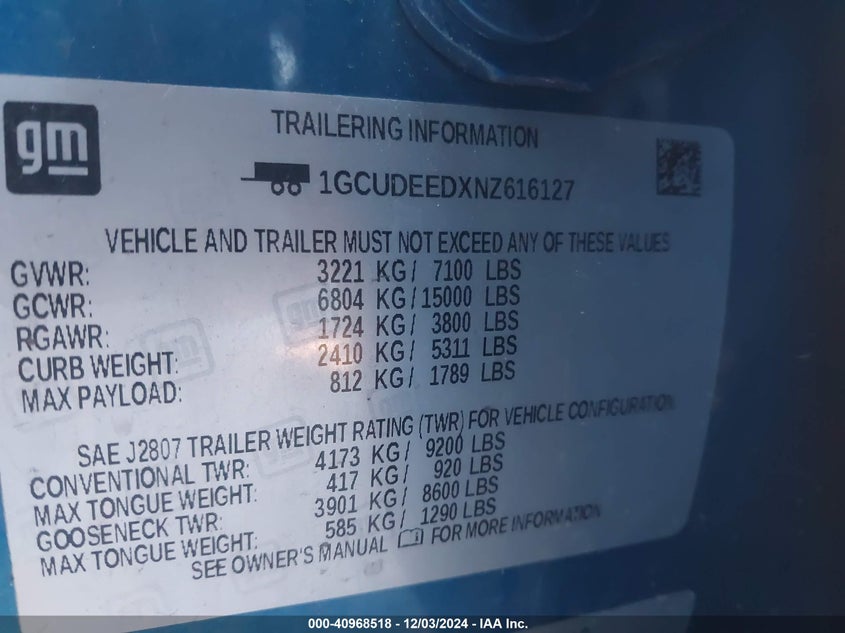 gm
TRAILERING INFORMATION
1GCUDEEDXNZ616127
VEHICLE AND TRAILER MUST NOT EXCEED ANY OF THESE VALUES
GVWR: 3221 KG/ 7100 LBS
GCWR: 6804 KG/15000 LBS
RGAWR: 1724 KG/ 3800 LBS
CURB WEIGHT: 2410 KG/ 5311 LBS
MAX PAYLOAD: 812 KG/ 1789 LBS
SAE J2807 TRAILER WEIGHT RATING (TWR) FOR VEHICLE CONFIGURATION
CONVENTIONAL TWR: 4173 KG/ 9200 LBS
MAX TONGUE WEIGHT: 417 KG/ 920 LBS
GOOSENECK TWR: 3901 KG/ 8600 LBS
MAX TONGUE WEIGHT: 585 KG/ 1290 LBS
SEE OWNER'S MANUAL FOR MORE INFORMATION
000-40968518 - 12/03/2024 - IAA Inc.